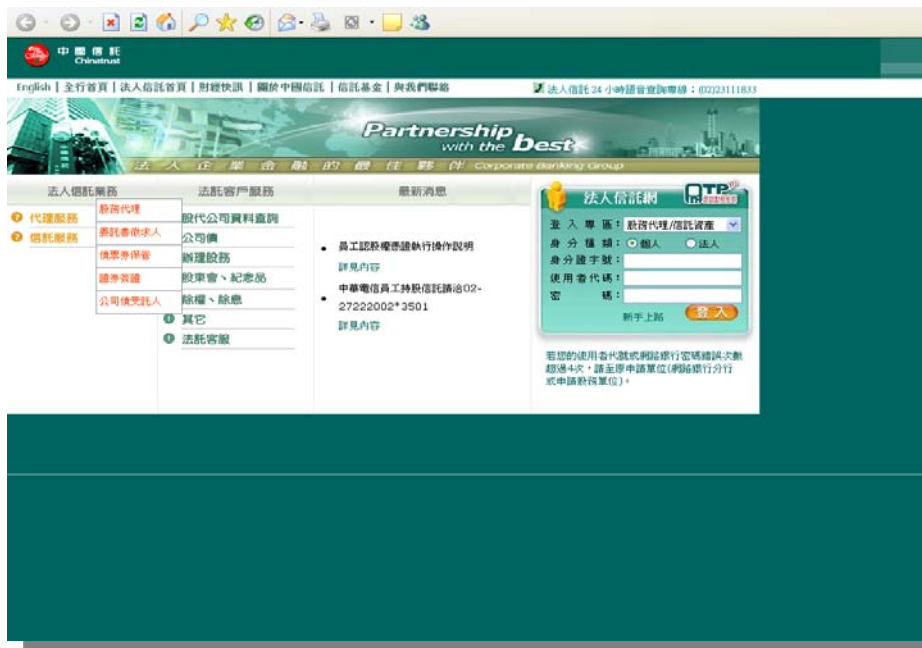 中國信託
Chinatrust
English | 全行首頁 | 法人信託首頁 | 財經快訊 | 關於中國信託 | 信託基金 | 與我們聯絡
法人信託 24 小時語音查詢專線：(02)23111833
Partnership
with the best
法人企業金融的最佳夥伴 Corporate Banking Group
法人信託業務
法託客戶服務
最新消息
代理服務
信託服務
股務代理
委託書徵求人
債票券保管
證券簽證
公司債受託人
股代公司資料查詢
公司債
辦理股務
股東會、紀念品
除權、除息
其它
法託客服
員工認股權憑證執行操作說明
詳見內容
中華電信員工持股信託請洽02-
27222002*3501
詳見內容
法人信託網
登入專區：股務代理/信託資產
身分種類：個人 法人
身分證字號：
使用者代碼：
密 碼：
新手上路
登入
若您的使用者代號或網路銀行密碼錯誤次數
超過4次，請至原申請單位(網路銀行分行
或申請股務單位)。